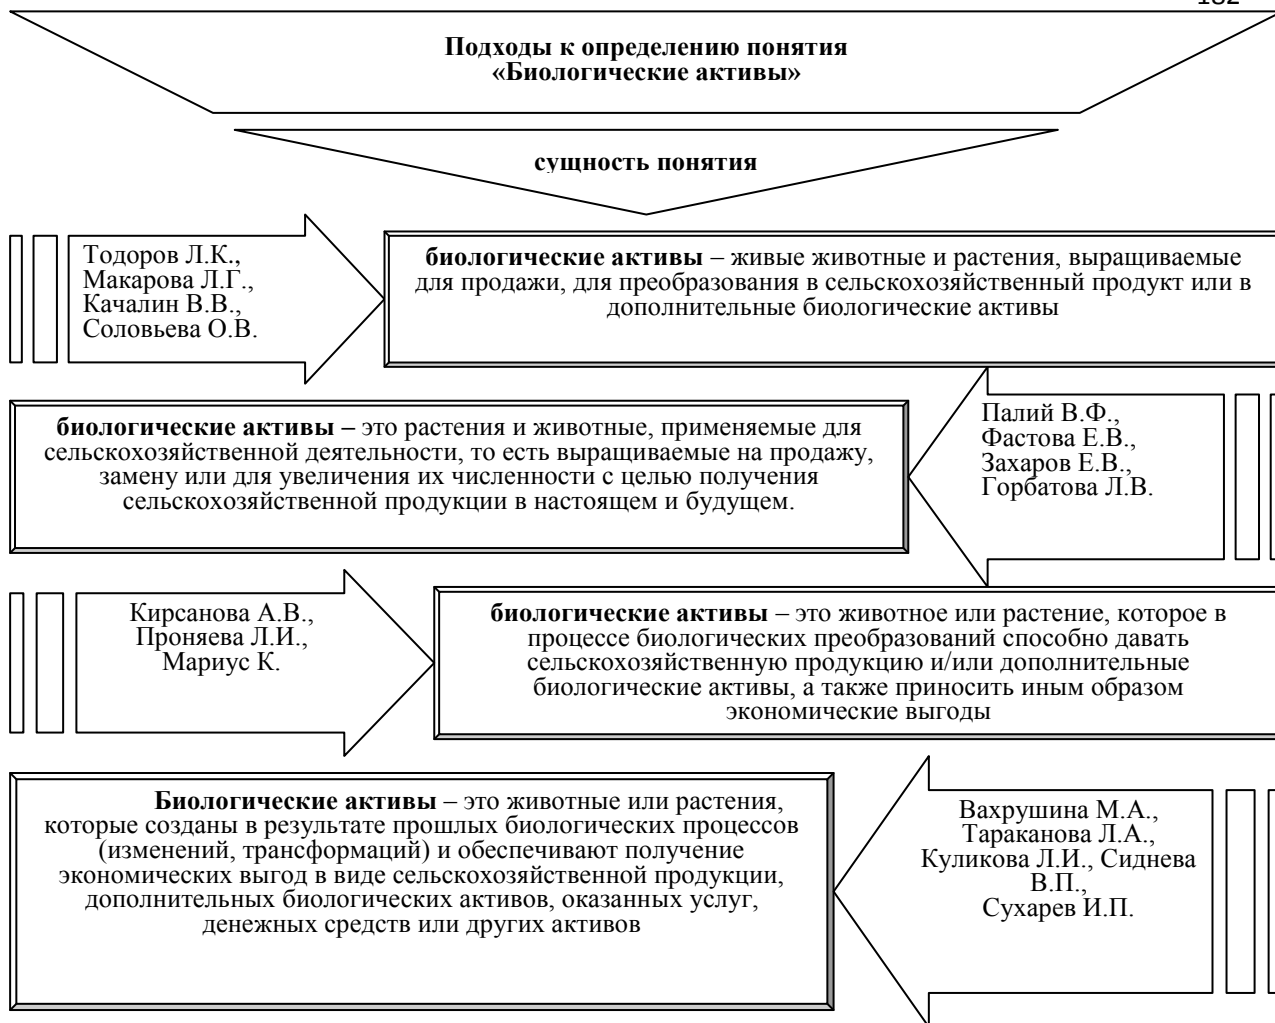 Подходы к определению понятия
«Биологические активы»
сущность понятия
Тодоров Л.К.,
Макарова Л.Г.,
Качалин В.В.,
Соловьева О.В.
биологические активы – живые животные и растения, выращиваемые
для продажи, для преобразования в сельскохозяйственный продукт или в
дополнительные биологические активы
биологические активы – это растения и животные, применяемые для
сельскохозяйственной деятельности, то есть выращиваемые на продажу,
замену или для увеличения их численности с целью получения
сельскохозяйственной продукции в настоящем и будущем.
Палий В.Ф.,
Фастова Е.В.,
Захаров Е.В.,
Горбатова Л.В.
Кирсанова А.В.,
Проняева Л.И.,
Мариус К.
биологические активы – это животное или растение, которое в
процессе биологических преобразований способно давать
сельскохозяйственную продукцию и/или дополнительные
биологические активы, а также приносить иным образом
экономические выгоды
Биологические активы – это животные или растения,
которые созданы в результате прошлых биологических процессов
(изменений, трансформаций) и обеспечивают получение
экономических выгод в виде сельскохозяйственной продукции,
дополнительных биологических активов, оказанных услуг,
денежных средств или других активов
Вахрушина М.А.,
Тараканова Л.А.,
Куликова Л.И., Сиднева
В.П.,
Сухарев И.П.